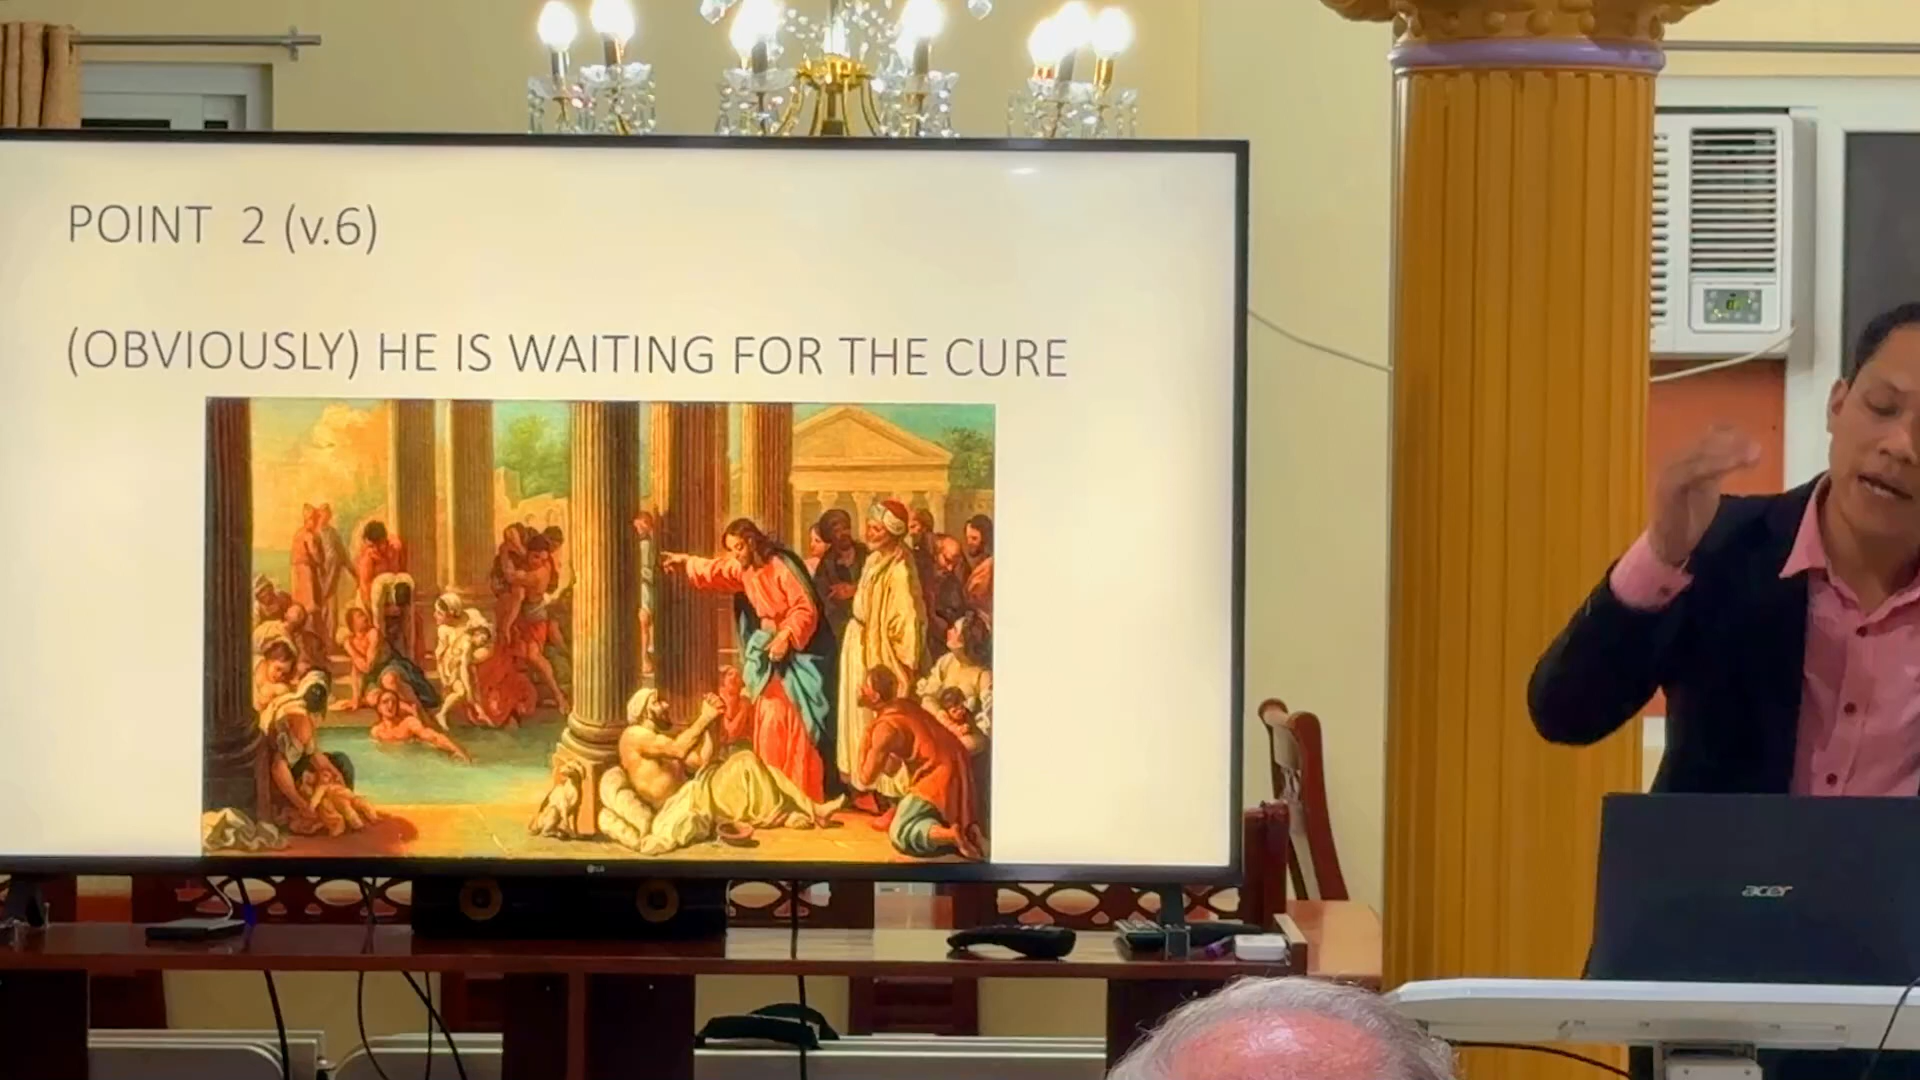 POINT 2 (v.6)
(OBVIOUSLY) HE IS WAITING FOR THE CURE
LG
acer